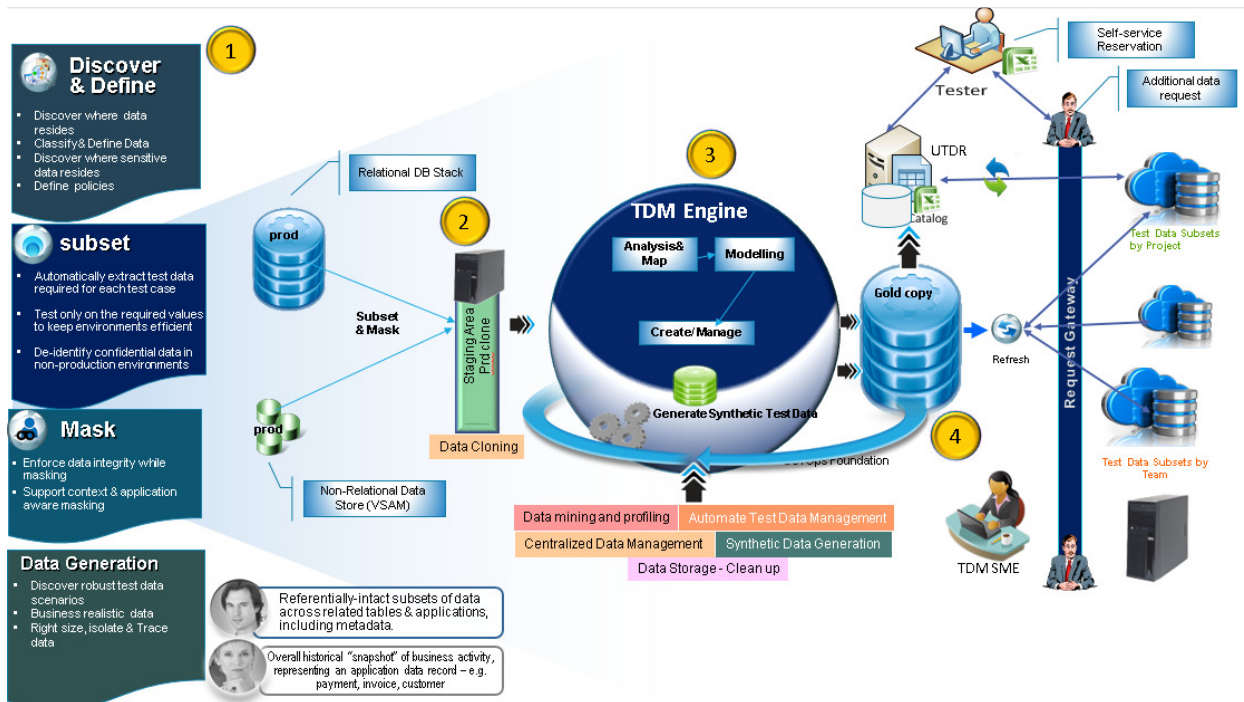 1
Discover
& Define
▪ Discover where data
resides
▪ Classify& Define Data
▪ Discover where sensitive
data resides
▪ Define policies
subset
▪ Automatically extract test data
required for each test case
▪ Test only on the required values
to keep environments efficient
▪ De-identify confidential data in
non-production environments
Mask
▪ Enforce data integrity while
masking
▪ Support context & application
aware masking
Data Generation
▪ Discover robust test data
scenarios
▪ Business realistic data
▪ Right size, isolate & Trace
data
Relational DB Stack
prod
Subset
& Mask
prod
Non-Relational Data
Store (VSAM)
2
Staging Area
Prd clone
Data Cloning
Referentially-intact subsets of data
across related tables & applications,
including metadata.
Overall historical “snapshot” of business activity,
representing an application data record – e.g.
payment, invoice, customer
3
TDM Engine
Analysis&
Map
Modelling
Create/Manage
Generate Synthetic Test Data
Foundation
Data mining and profiling
Automate Test Data Management
Centralized Data Management
Synthetic Data Generation
Data Storage - Clean up
Tester
Self-service
Reservation
Additional data
request
UTDR
Catalog
Gold copy
4
Refresh
Request Gateway
Test Data Subsets
by Project
Test Data Subsets by
Team
TDM SME